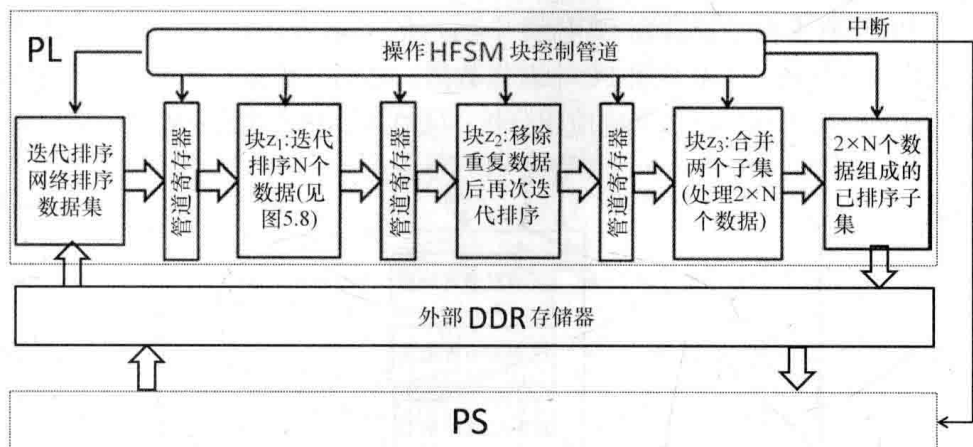 中断
PL
操作HFSM块控制管道
迭代排序
网络排序
数据集
管道寄存器
块z₁:迭代
排序N个
数据(见
图5.8)
管道寄存器
块z₂:移除
重复数据
后再次迭
代排序
管道寄存器
块z₃:合并
两个子集
(处理2×N
个数据)
2×N个数
据组成的
已排序子
集
外部DDR存储器
PS